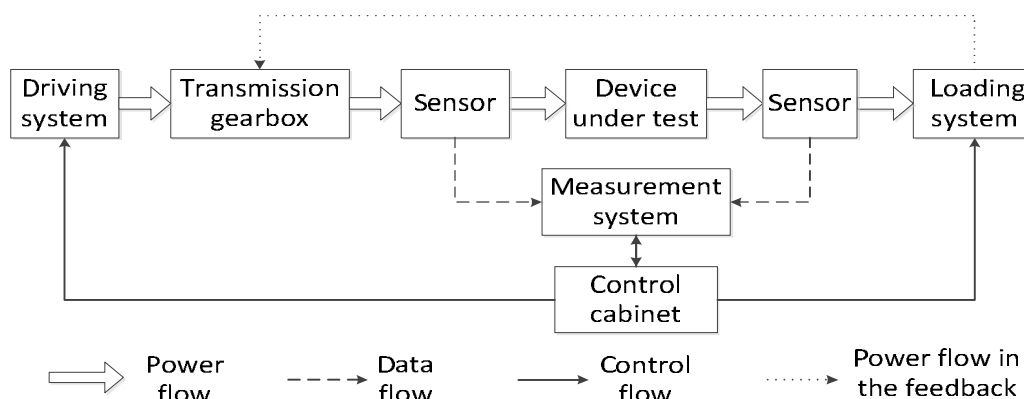 Driving
system
Transmission
gearbox
Sensor
Device
under test
Sensor
Loading
system
Measurement
system
Control
cabinet
Power
flow
Data
flow
Control
flow
Power flow in
the feedback